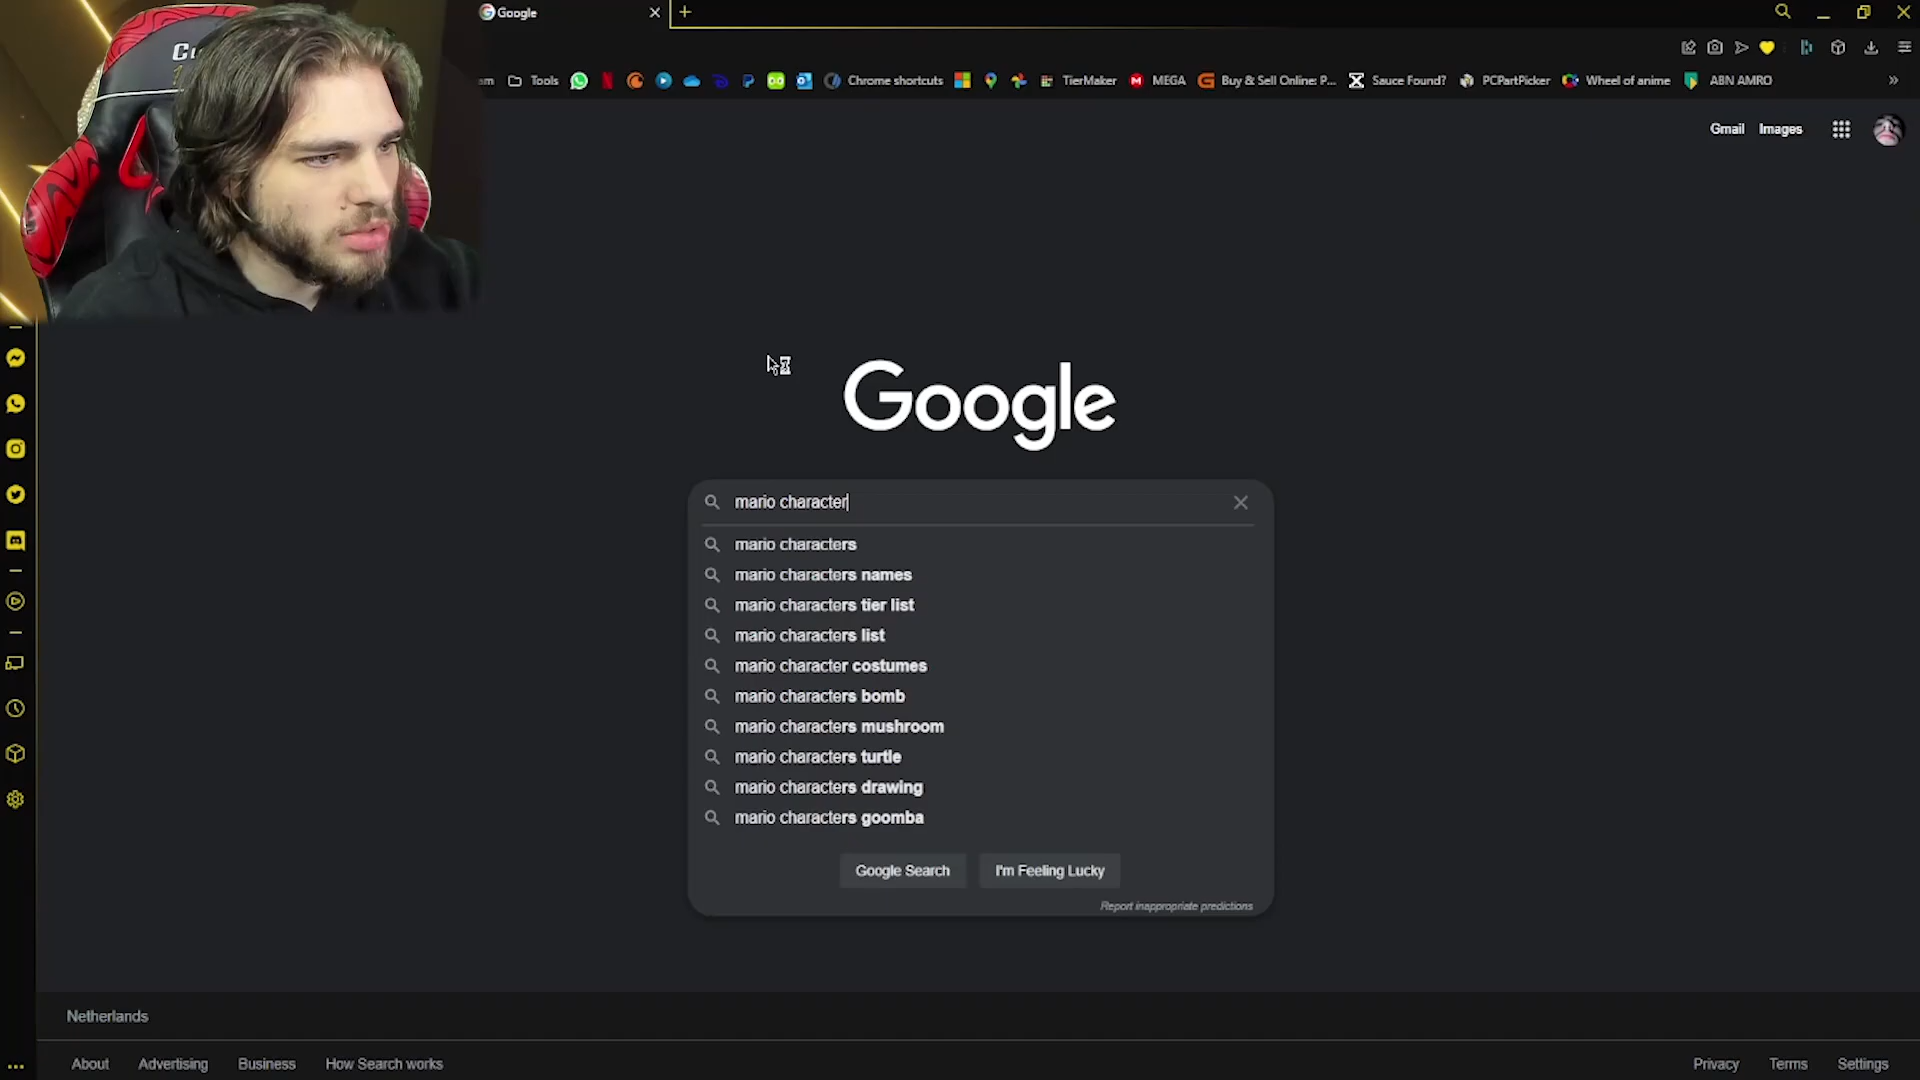 Google
am Tools Chrome shortcuts TierMaker MEGA Buy & Sell Online: P... Sauce Found? PCPartPicker Wheel of anime ABN AMRO
Gmail Images
Google
mario character
mario characters
mario characters names
mario characters tier list
mario characters list
mario character costumes
mario characters bomb
mario characters mushroom
mario characters turtle
mario characters drawing
mario characters goomba
Google Search I'm Feeling Lucky
Report inappropriate predictions
Netherlands
About Advertising Business How Search works Privacy Terms Settings